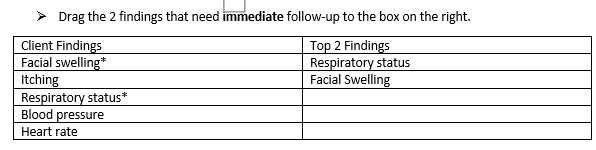 ➢ Drag the 2 findings that need immediate follow-up to the box on the right.
Client Findings Top 2 Findings
Facial swelling* Respiratory status
Itching Facial Swelling
Respiratory status*
Blood pressure
Heart rate